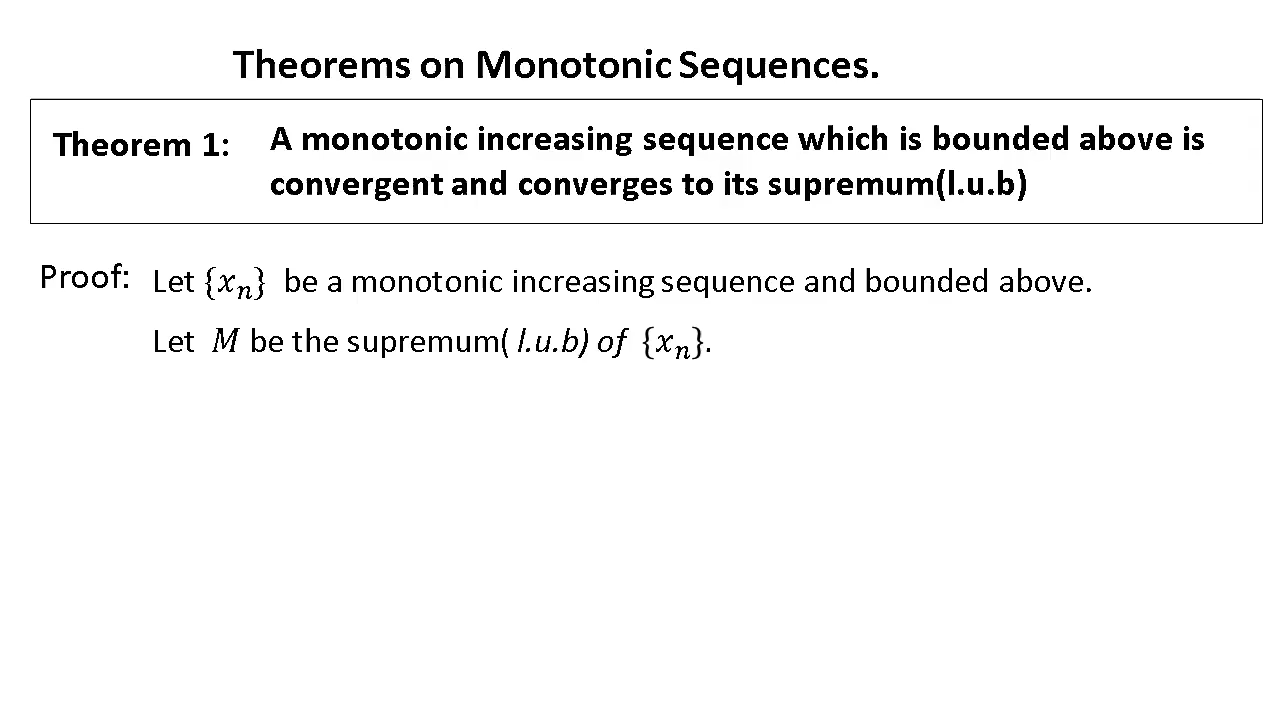 Theorems on Monotonic Sequences.
Theorem 1: A monotonic increasing sequence which is bounded above is
convergent and converges to its supremum(l.u.b)
Proof: Let {xₙ} be a monotonic increasing sequence and bounded above.
Let M be the supremum( l.u.b) of {xₙ}.